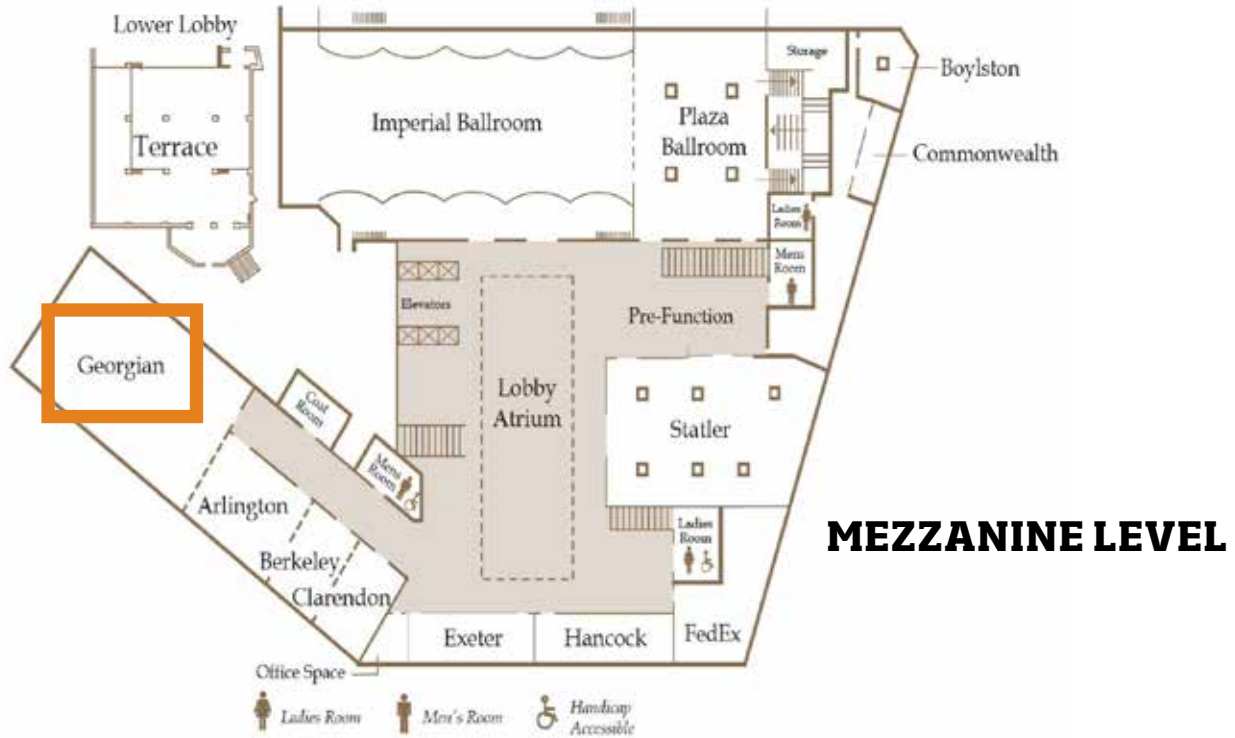 Lower Lobby
Terrace
Imperial Ballroom
Plaza
Ballroom
Storage
Boylston
Commonwealth
Ladies
Room
Mens
Room
Elevators
Pre-Function
Georgian
Coat
Room
Lobby
Atrium
Statler
Mens
Room
Arlington
Berkeley
Clarendon
Ladies
Room
MEZZANINE LEVEL
Exeter
Hancock
FedEx
Office Space
Ladies Room
Men's Room
Handicap
Accessible